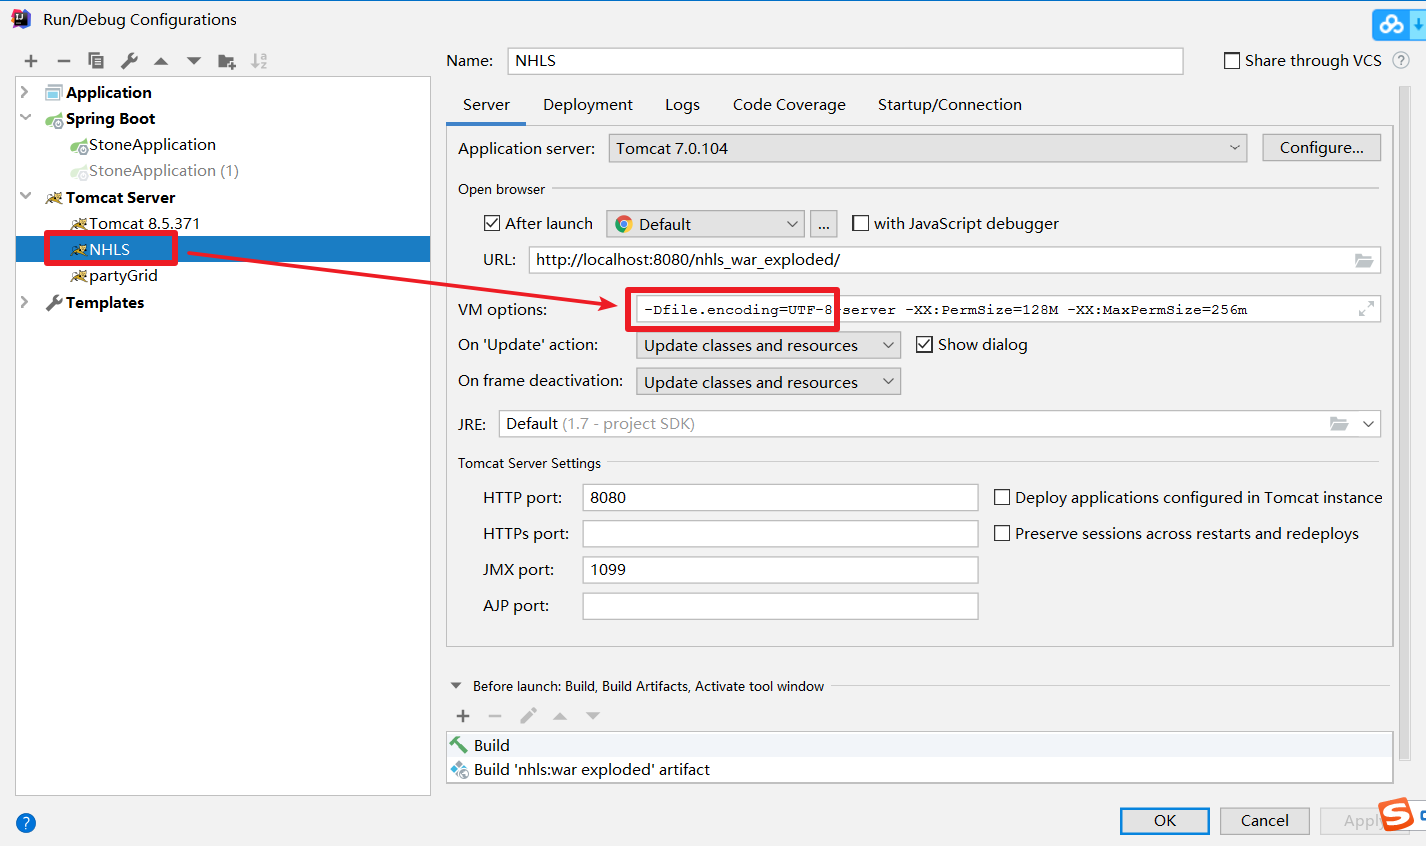 Run/Debug Configurations
Name: NHLS Share through VCS ?
Application
Spring Boot
StoneApplication
StoneApplication (1)
Tomcat Server
Tomcat 8.5.371
NHLS
partyGrid
Templates
Server Deployment Logs Code Coverage Startup/Connection
Application server: Tomcat 7.0.104 Configure...
Open browser
After launch Default ... with JavaScript debugger
URL: http://localhost:8080/nhls_war_exploded/
VM options: -Dfile.encoding=UTF-8 -server -XX:PermSize=128M -XX:MaxPermSize=256m
On 'Update' action: Update classes and resources Show dialog
On frame deactivation: Update classes and resources
JRE: Default (1.7 - project SDK)
Tomcat Server Settings
HTTP port: 8080 Deploy applications configured in Tomcat instance
HTTPs port: Preserve sessions across restarts and redeploys
JMX port: 1099
AJP port:
Before launch: Build, Build Artifacts, Activate tool window
Build
Build 'nhls:war exploded' artifact
? OK Cancel Apply